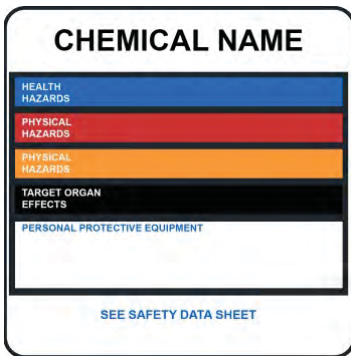 CHEMICAL NAME
HEALTH
HAZARDS
PHYSICAL
HAZARDS
PHYSICAL
HAZARDS
TARGET ORGAN
EFFECTS
PERSONAL PROTECTIVE EQUIPMENT
SEE SAFETY DATA SHEET